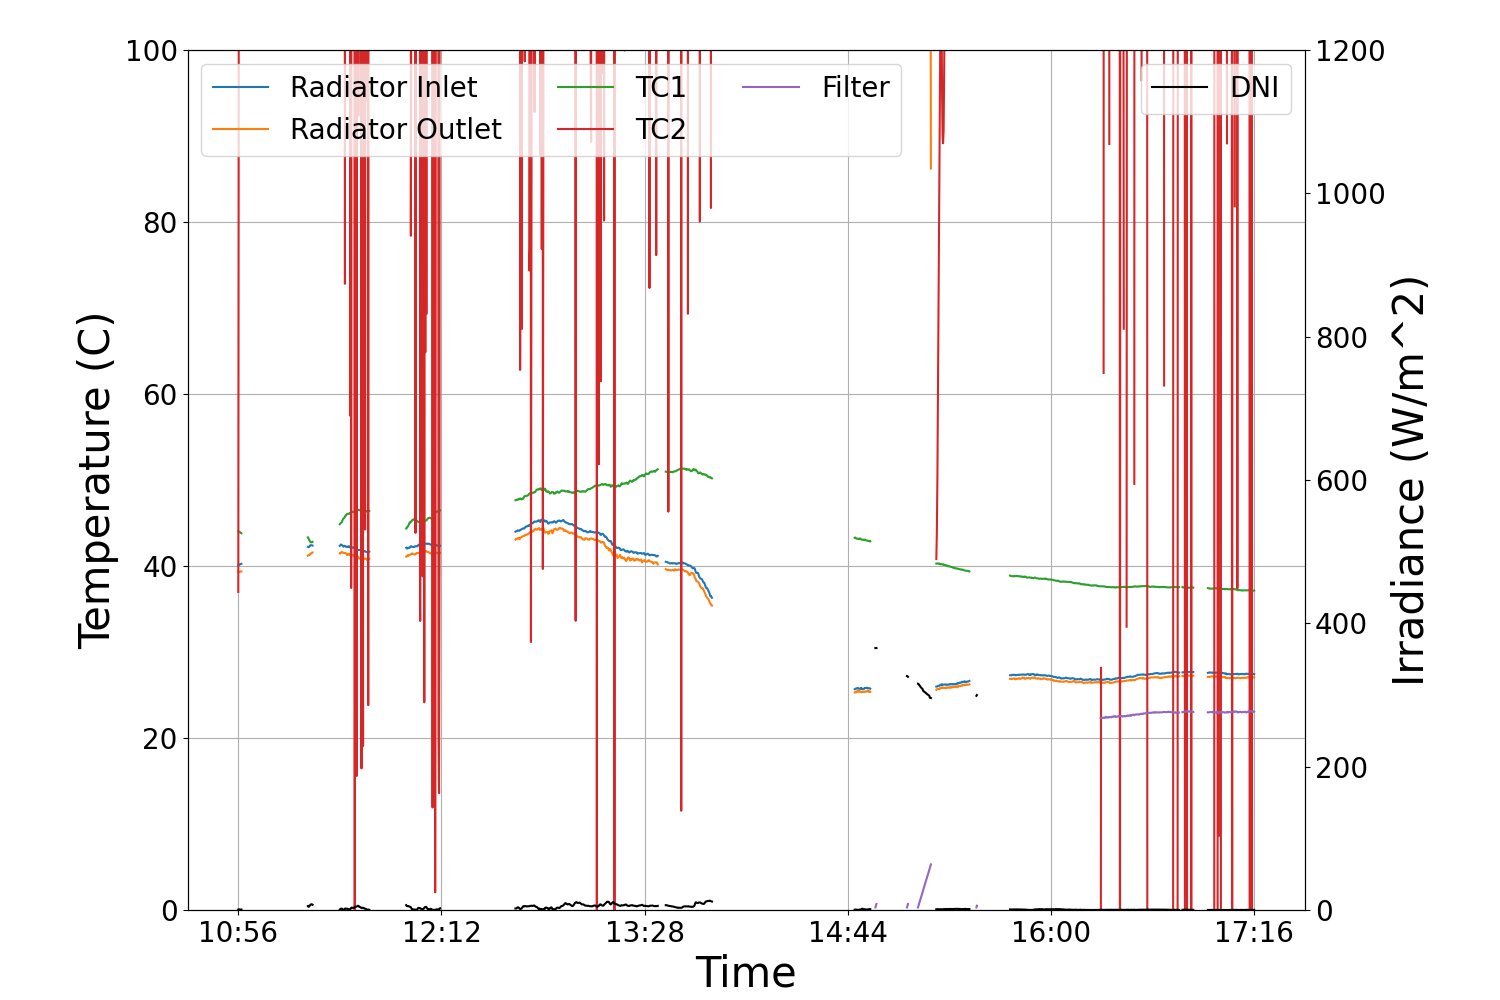 100
80
60
40
20
0
Temperature (C)
Radiator Inlet
Radiator Outlet
TC1
TC2
Filter
DNI
1200
1000
800
600
400
200
0
Irradiance (W/m^2)
10:56
12:12
13:28
14:44
16:00
17:16
Time